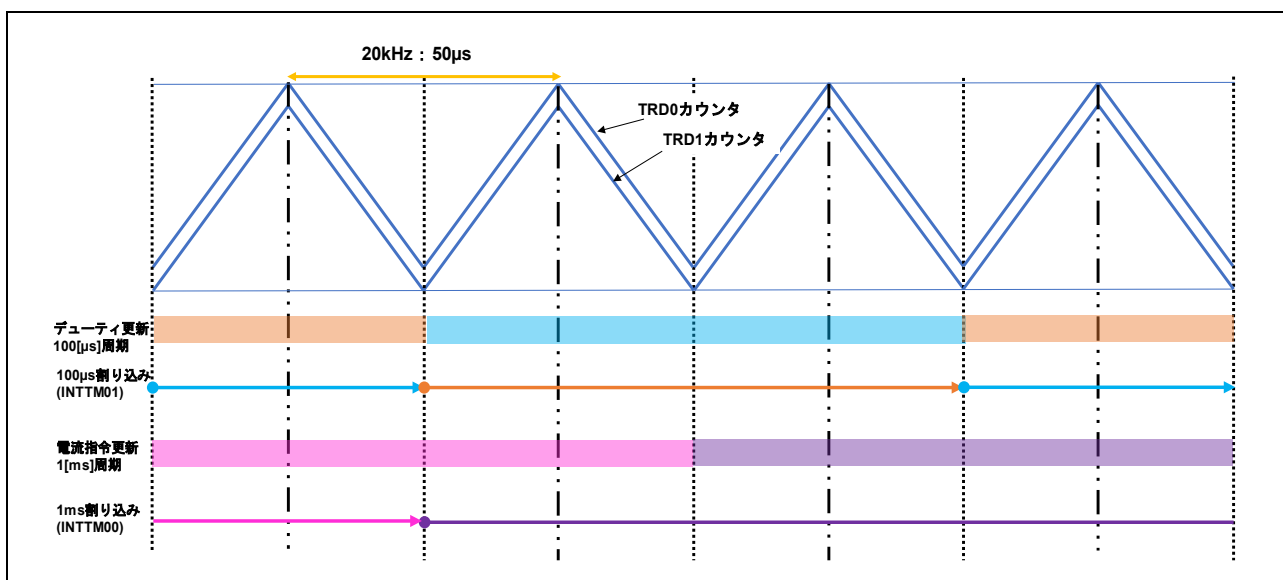 20kHz：50µs
TRD0カウンタ
TRD1カウンタ
デューティ更新
100[µs]周期
100µs割り込み
(INTTM01)
電流指令更新
1[ms]周期
1ms割り込み
(INTTM00)